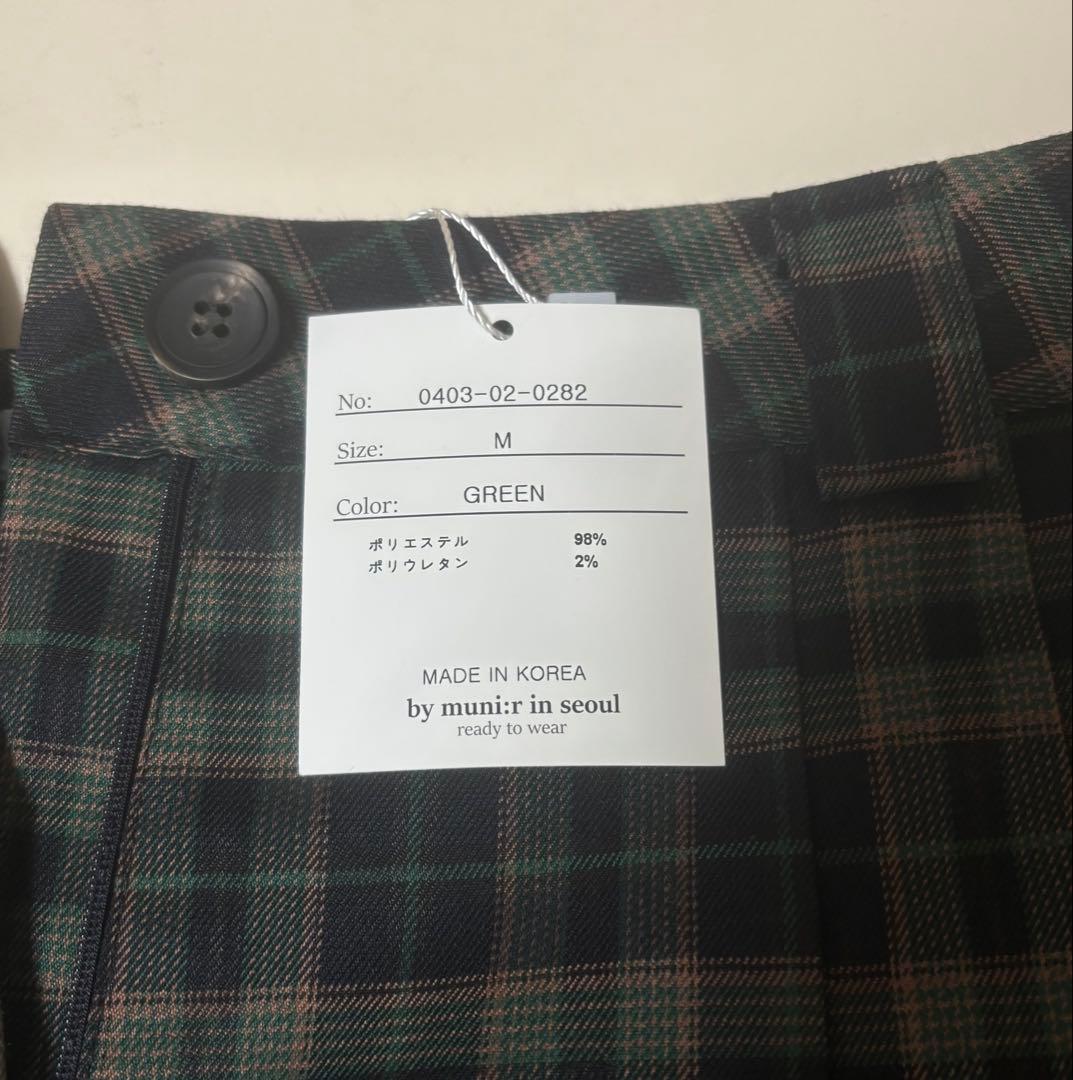 No: 0403-02-0282
Size: M
Color: GREEN
ポリエステル 98%
ポリウレタン 2%
MADE IN KOREA
by muni:r in seoul
ready to wear